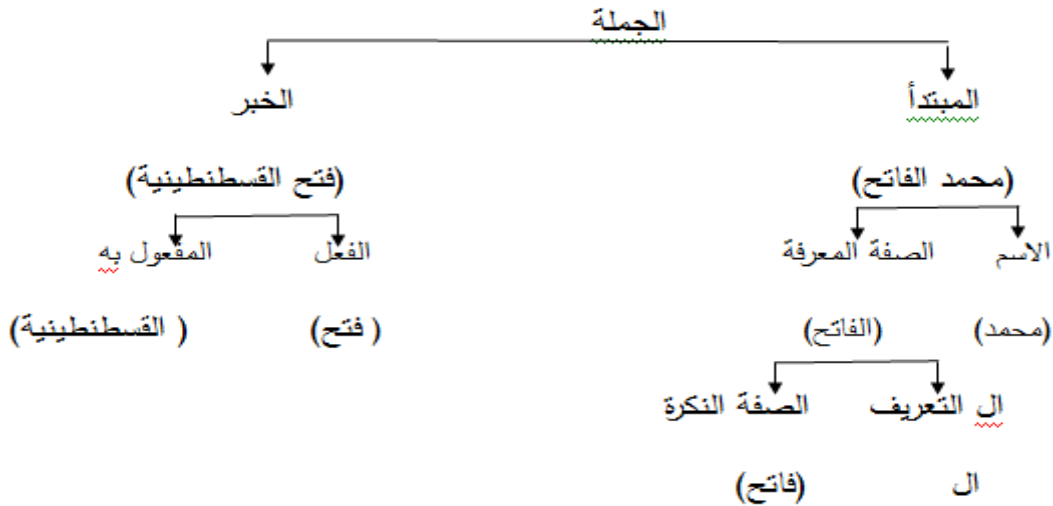 الجملة
المبتدأ الخبر
(محمد الفاتح) (فتح القسطنطينية)
الاسم الصفة المعرفة الفعل المفعول به
(محمد) (الفاتح) (فتح ) ( القسطنطينية)
ال التعريف الصفة النكرة
ال (فاتح)